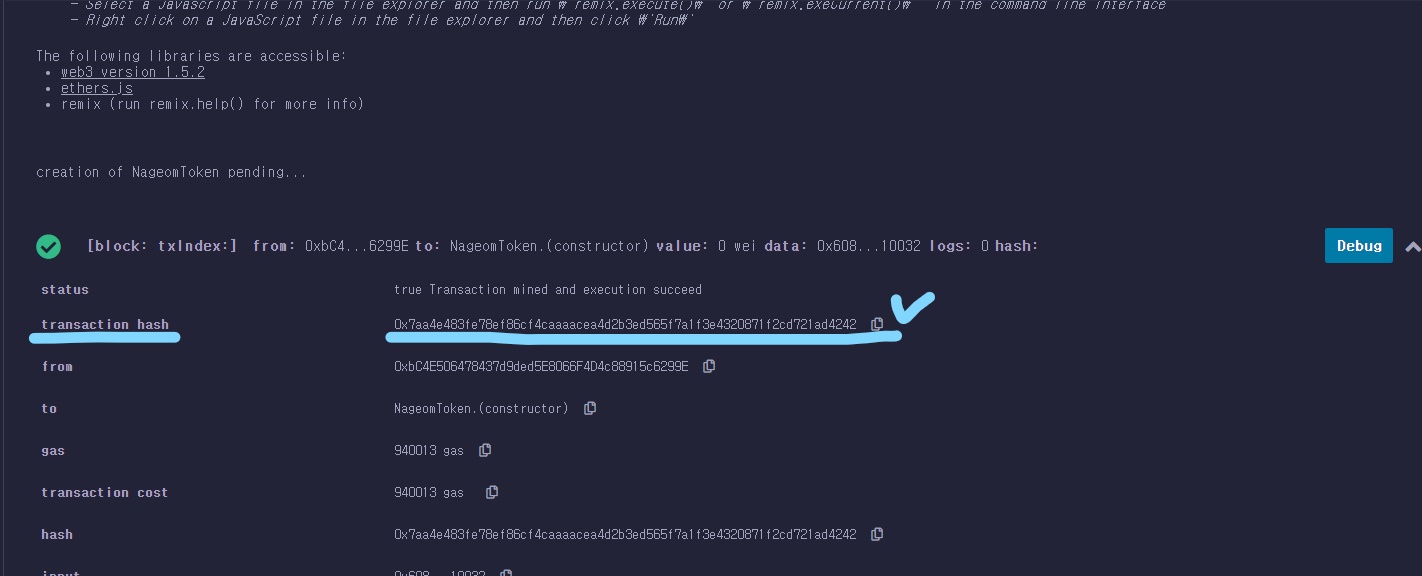 - Select a JavaScript file in the file explorer and then run ₩`remix.execute()₩` or ₩`remix.exeCurrent()₩`  in the command line interface
- Right click on a JavaScript file in the file explorer and then click ₩`Run₩`
The following libraries are accessible:
• web3 version 1.5.2
• ethers.js
• remix (run remix.help() for more info)
creation of NageomToken pending...
[block: txIndex:] from: 0xbC4...6299E to: NageomToken.(constructor) value: 0 wei data: 0x608...10032 logs: 0 hash: Debug
status true Transaction mined and execution succeed
transaction hash 0x7aa4e483fe78ef86cf4caaaacea4d2b3ed565f7a1f3e4320871f2cd721ad4242
from 0xbC4E506478437d9ded5E8066F4D4c88915c6299E
to NageomToken.(constructor)
gas 940013 gas
transaction cost 940013 gas
hash 0x7aa4e483fe78ef86cf4caaaacea4d2b3ed565f7a1f3e4320871f2cd721ad4242
input 0x608...10032